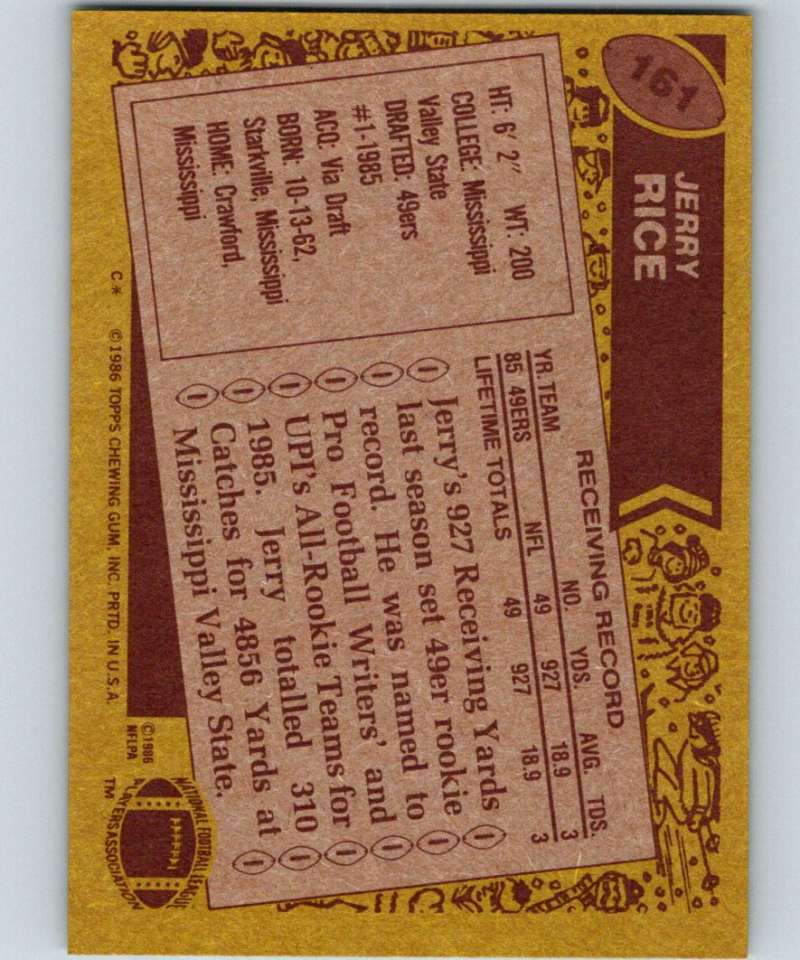 161
JERRY
RICE
HT: 6' 2" WT: 200
COLLEGE: Mississippi
Valley State
DRAFTED: 49ers
#1-1985
ACQ: Via Draft
BORN: 10-13-62,
Starkville, Mississippi
HOME: Crawford,
Mississippi
RECEIVING RECORD
YR. TEAM NO. YDS. AVG. TDS.
85 49ERS NFL 49 927 18.9 3
LIFETIME TOTALS 49 927 18.9 3
Jerry's 927 Receiving Yards
last season set 49er rookie
record. He was named to
Pro Football Writers' and
UPI's All-Rookie Teams for
1985. Jerry totalled 310
Catches for 4856 Yards at
Mississippi Valley State.
C* ©1986 TOPPS CHEWING GUM, INC. PRTD. IN U.S.A.
©1986
NFLPA
NATIONAL FOOTBALL LEAGUE
PLAYERS ASSOCIATION
TM